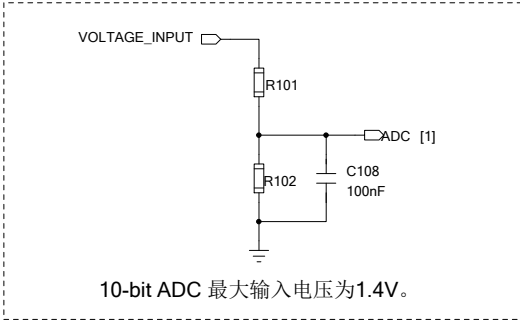 VOLTAGE_INPUT
R101
ADC [1]
R102
C108
100nF
10-bit ADC 最大输入电压为1.4V。